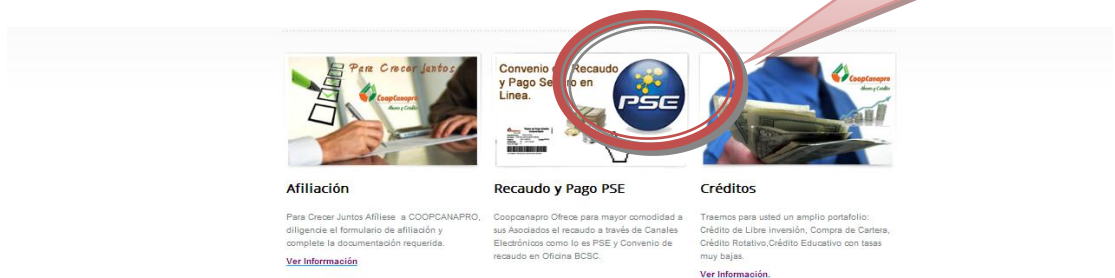 Para Crecer Juntos
CoopCanapro
Ahorro y Crédito
Convenio de Recaudo
y Pago Seguro en
Linea.
PSE
CoopCanapro
Ahorro y Crédito
Afiliación
Para Crecer Juntos Afíliese a COOPCANAPRO,
diligencie el formulario de afiliación y
complete la documentación requerida.
Ver Inforrmción
Recaudo y Pago PSE
Coopcanapro Ofrece para mayor comodidad a
sus Asociados el recaudo a través de Canales
Electrónicos como lo es PSE y Convenio de
recaudo en Oficina BCSC.
Créditos
Traemos para usted un amplio portafolio:
Crédito de Libre inversión, Compra de Cartera,
Crédito Rotativo,Crédito Educativo con tasas
muy bajas.
Ver Información.